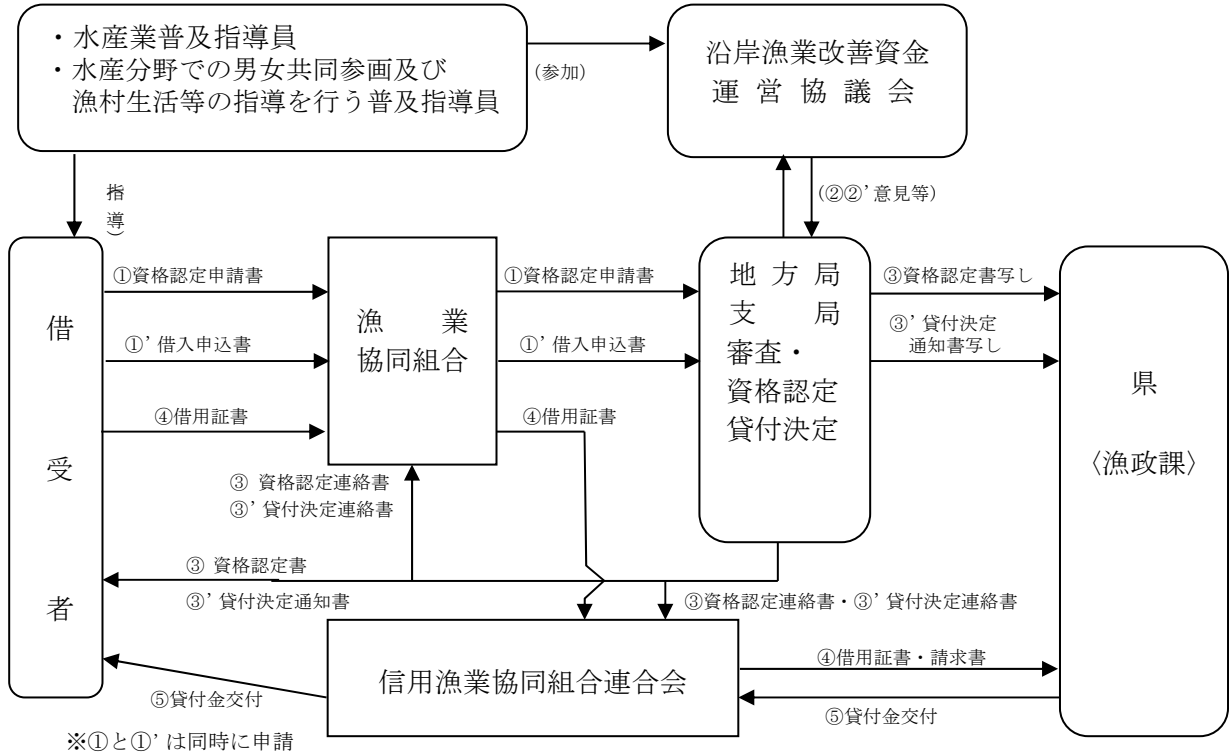 ・水産業普及指導員
・水産分野での男女共同参画及び
漁村生活等の指導を行う普及指導員
(参加)
沿岸漁業改善資金
運営協議会
指導)
(②②’意見等)
借受者
①資格認定申請書
①’借入申込書
④借用証書
漁業
協同組合
①資格認定申請書
①’借入申込書
④借用証書
地方局
支局
審査・
資格認定
貸付決定
③資格認定書写し
③’貸付決定
通知書写し
県
〈漁政課〉
③ 資格認定連絡書
③’貸付決定連絡書
③ 資格認定書
③’貸付決定通知書
③資格認定連絡書・③’貸付決定連絡書
信用漁業協同組合連合会
④借用証書・請求書
⑤貸付金交付
⑤貸付金交付
※①と①’は同時に申請